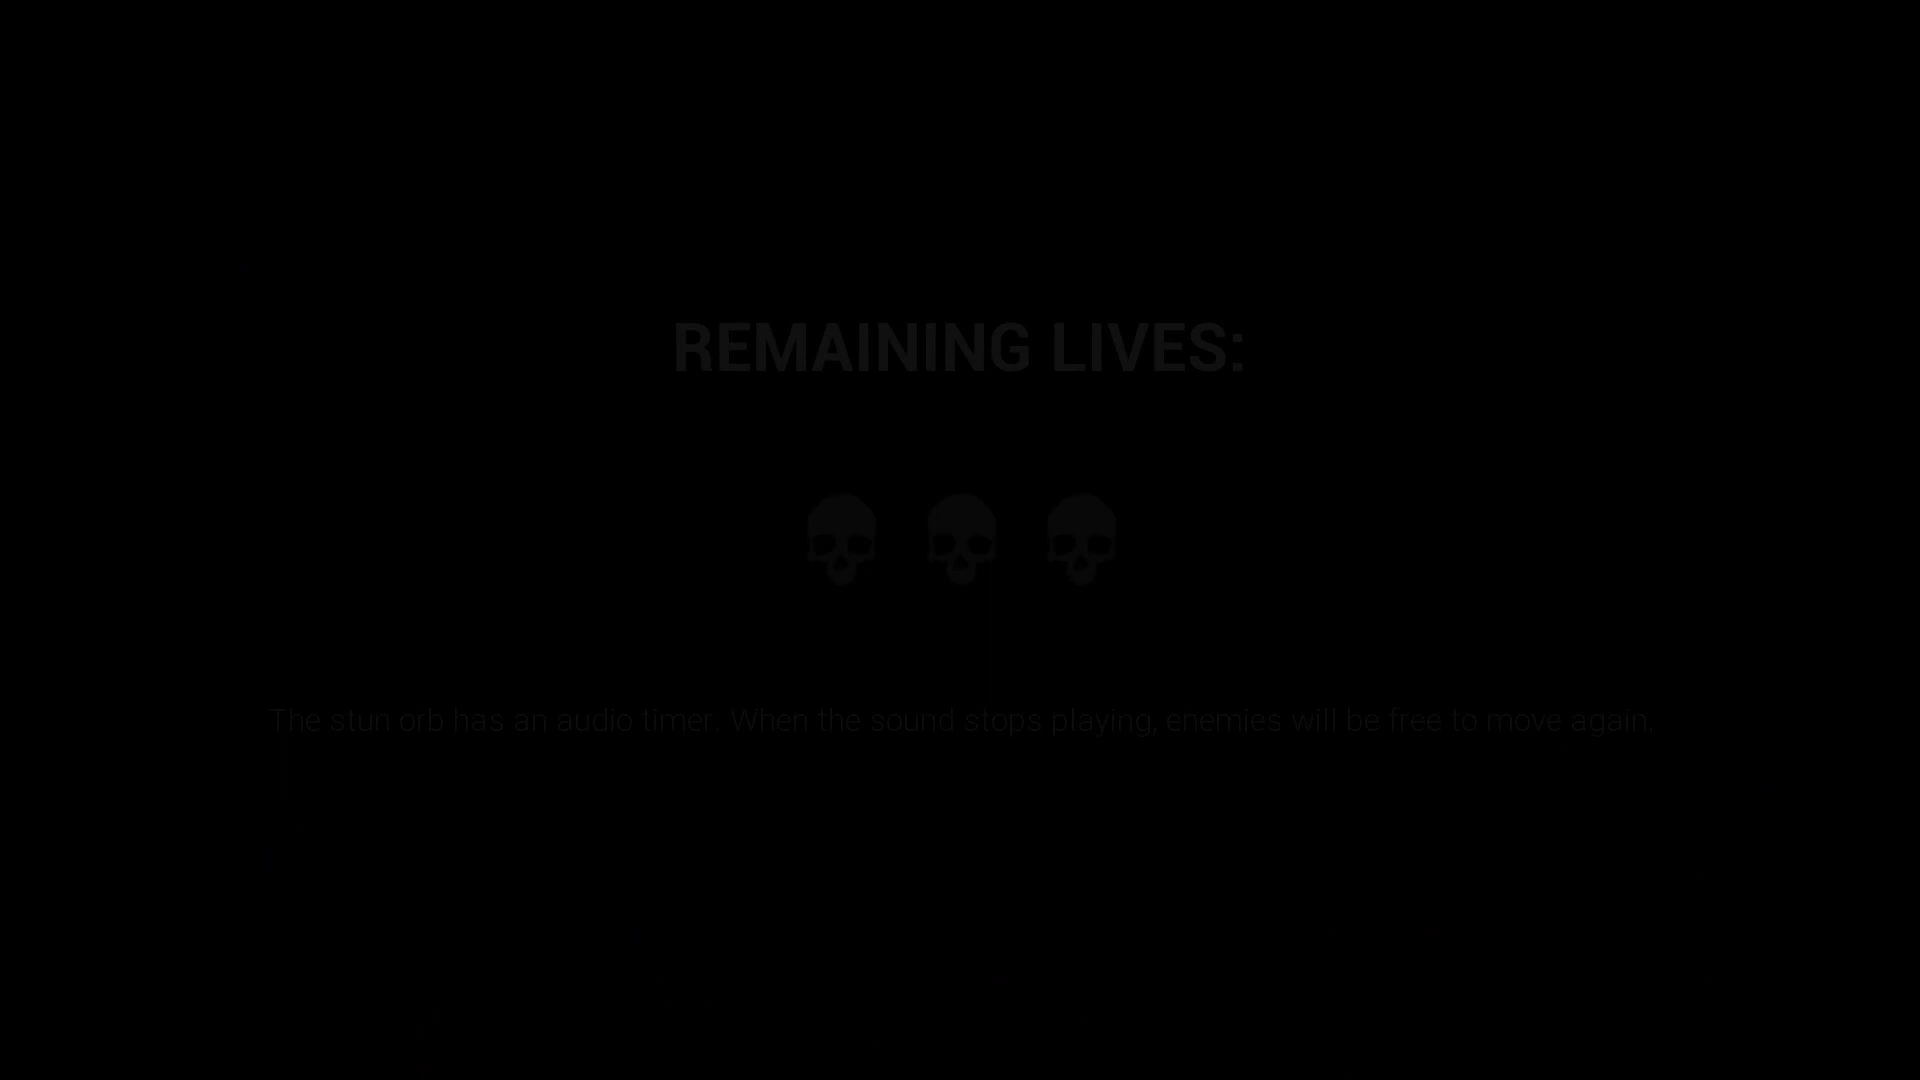 REMAINING LIVES:
The stun orb has an audio timer. When the sound stops playing, enemies will be free to move again.